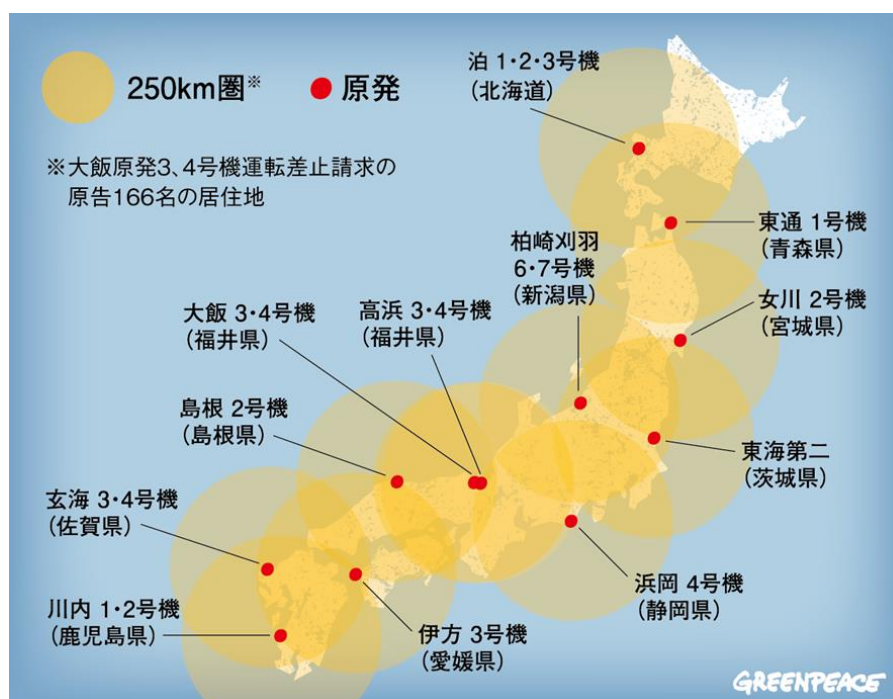 250km圏※
原発
※大飯原発3、4号機運転差止請求の
原告166名の居住地
泊 1・2・3号機
(北海道)
東通 1号機
(青森県)
柏崎刈羽
6・7号機
(新潟県)
女川 2号機
(宮城県)
大飯 3・4号機
(福井県)
高浜 3・4号機
(福井県)
島根 2号機
(島根県)
東海第二
(茨城県)
玄海 3・4号機
(佐賀県)
浜岡 4号機
(静岡県)
川内 1・2号機
(鹿児島県)
伊方 3号機
(愛媛県)
GREENPEACE